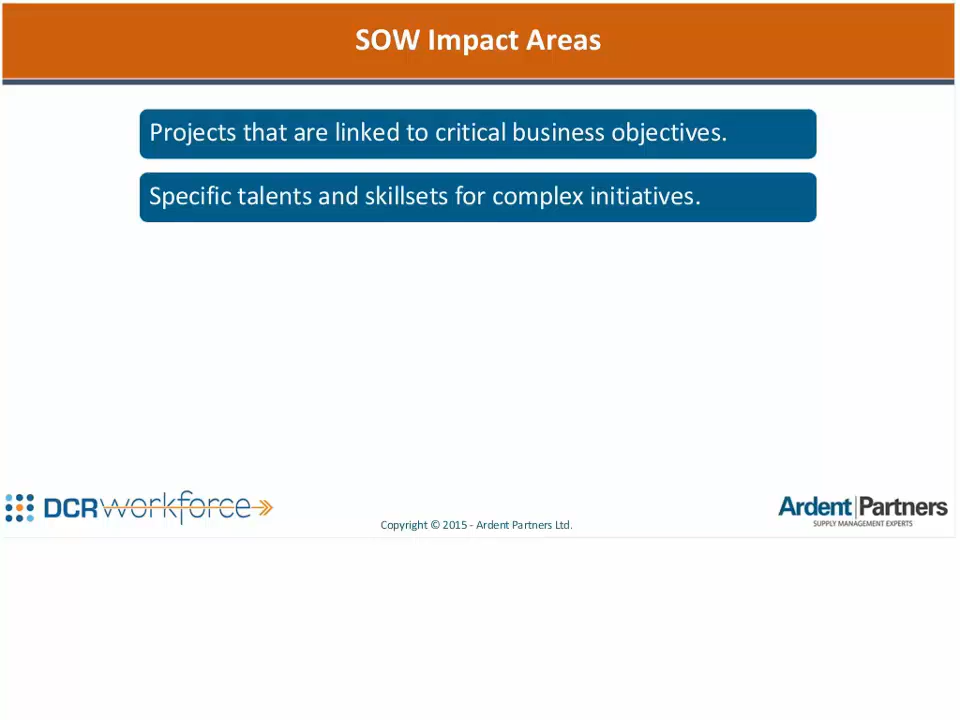 SOW Impact Areas
Projects that are linked to critical business objectives.
Specific talents and skillsets for complex initiatives.
DCRworkforce
Copyright © 2015 - Ardent Partners Ltd.
Ardent|Partners
SUPPLY MANAGEMENT EXPERTS